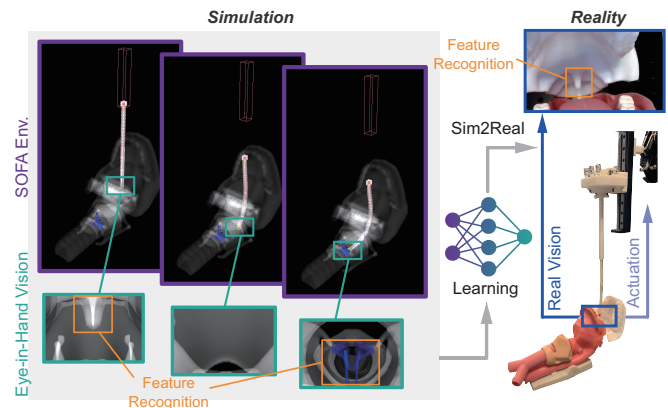 Simulation
Reality
SOFA Env.
Eye-in-Hand Vision
Feature
Recognition
Learning
Sim2Real
Feature
Recognition
Real Vision
Actuation